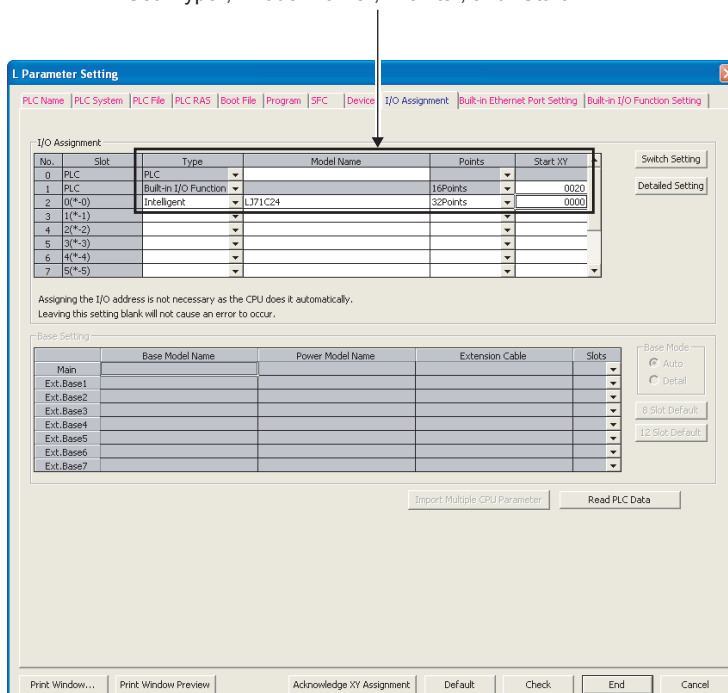 L Parameter Setting
PLC Name PLC System PLC File PLC RAS Boot File Program SFC Device I/O Assignment Built-in Ethernet Port Setting Built-in I/O Function Setting
I/O Assignment
No. Slot Type Model Name Points Start XY Switch Setting
0 PLC PLC
1 PLC Built-in I/O Function 16Points 0020 Detailed Setting
2 0(*-0) Intelligent LJ71C24 32Points 0000
3 1(*-1)
4 2(*-2)
5 3(*-3)
6 4(*-4)
7 5(*-5)
Assigning the I/O address is not necessary as the CPU does it automatically.
Leaving this setting blank will not cause an error to occur.
Base Setting
Base Model Name Power Model Name Extension Cable Slots Base Mode
Main Auto
Ext.Base1 Detail
Ext.Base2
Ext.Base3 8 Slot Default
Ext.Base4 12 Slot Default
Ext.Base5
Ext.Base6
Ext.Base7
Import Multiple CPU Parameter Read PLC Data
Print Window... Print Window Preview Acknowledge XY Assignment Default Check End Cancel